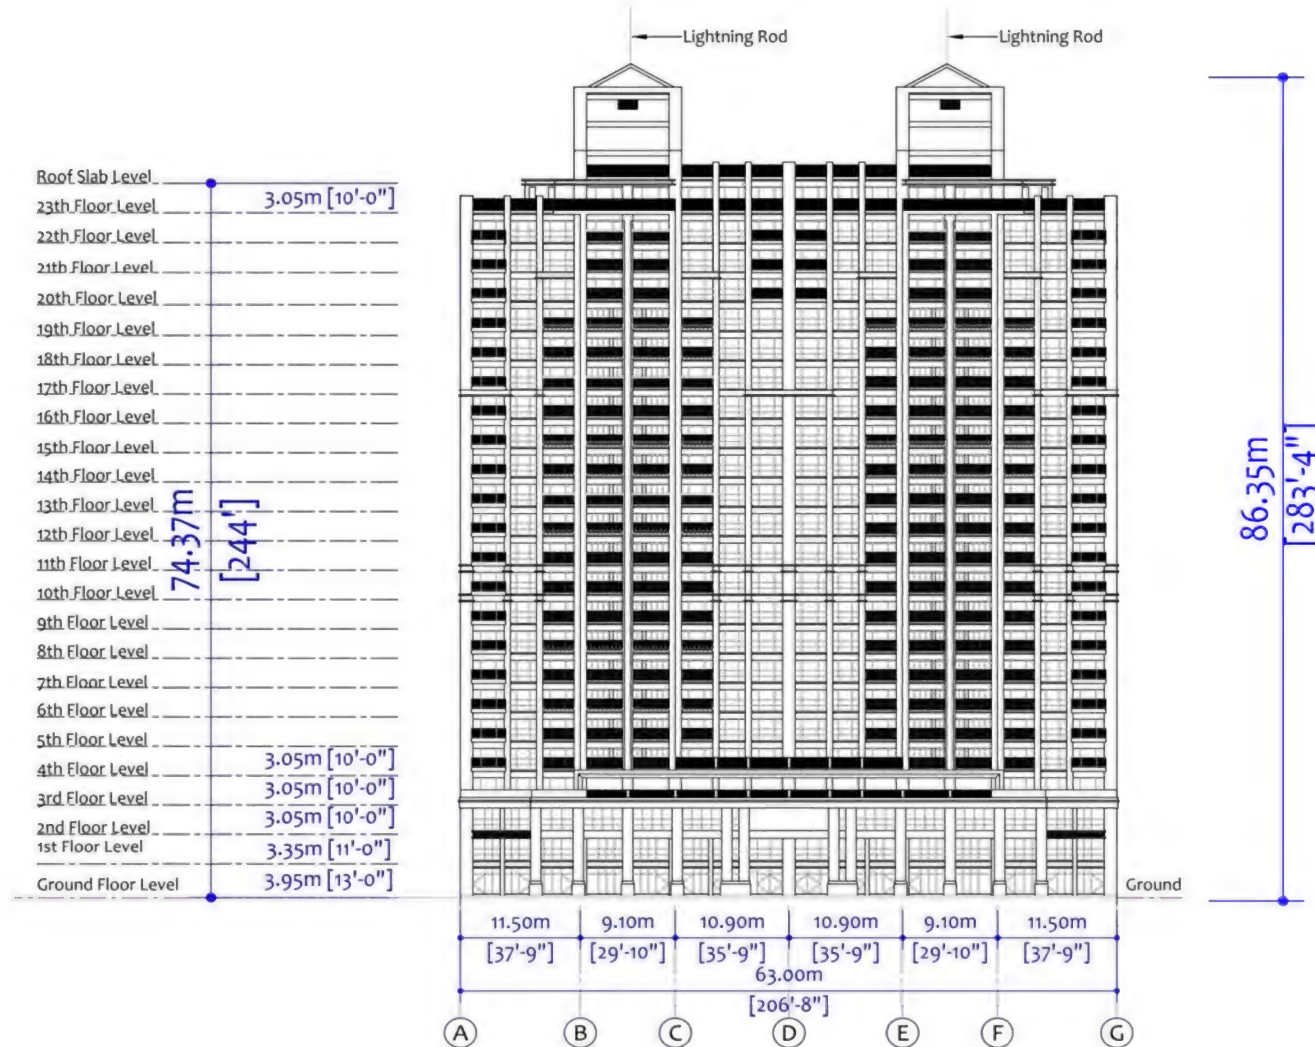 Lightning Rod
Lightning Rod
Roof Slab Level
3.05m [10'-0"]
23th Floor Level
22th Floor Level
21th Floor Level
20th Floor Level
19th Floor Level
18th Floor Level
17th Floor Level
16th Floor Level
15th Floor Level
14th Floor Level
13th Floor Level
12th Floor Level
11th Floor Level
10th Floor Level
9th Floor Level
8th Floor Level
7th Floor Level
6th Floor Level
5th Floor Level
3.05m [10'-0"]
4th Floor Level
3.05m [10'-0"]
3rd Floor Level
3.05m [10'-0"]
2nd Floor Level
1st Floor Level
3.35m [11'-0"]
Ground Floor Level
3.95m [13'-0"]
74.37m
[244']
86.35m
[283'-4"]
Ground
11.50m 9.10m 10.90m 10.90m 9.10m 11.50m
[37'-9"] [29'-10"] [35'-9"] [35'-9"] [29'-10"] [37'-9"]
63.00m
[206'-8"]
A B C D E F G